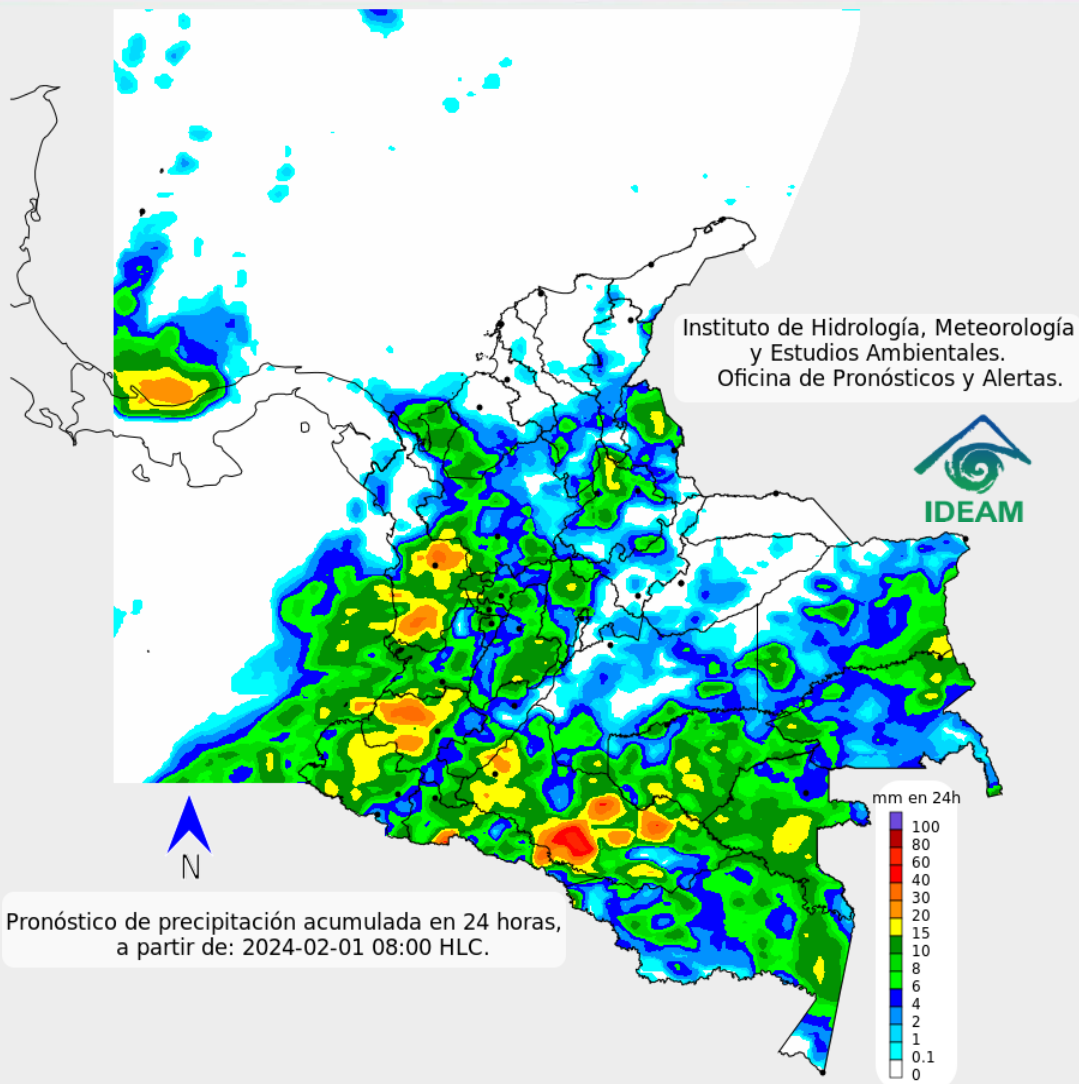 Instituto de Hidrología, Meteorología
y Estudios Ambientales.
Oficina de Pronósticos y Alertas.
IDEAM
mm en 24h
100
80
60
40
30
20
15
10
8
6
4
2
1
0.1
0
N
Pronóstico de precipitación acumulada en 24 horas,
a partir de: 2024-02-01 08:00 HLC.